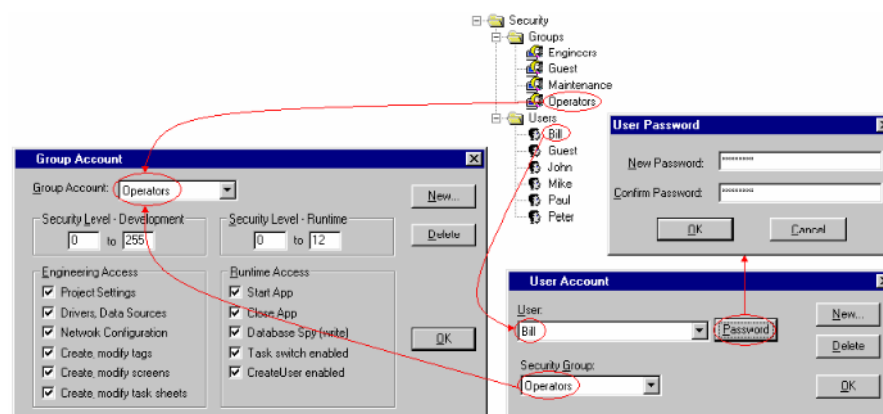 Security
Groups
Engineers
Guest
Maintenance
Operators
Users
Bill
Guest
John
Mike
Paul
Peter
User Password
New Password: ********
Confirm Password: ********
OK Cancel
Group Account
Group Account: Operators
New...
Delete
Security Level - Development
0 to 255
Security Level - Runtime
0 to 12
Engineering Access
Project Settings
Drivers, Data Sources
Network Configuration
Create, modify tags
Create, modify screens
Create, modify task sheets
Runtime Access
Start App
Close App
Database Spy (write)
Task switch enabled
CreateUser enabled
OK
User Account
User:
Bill
Password
New...
Delete
Security Group:
Operators
OK